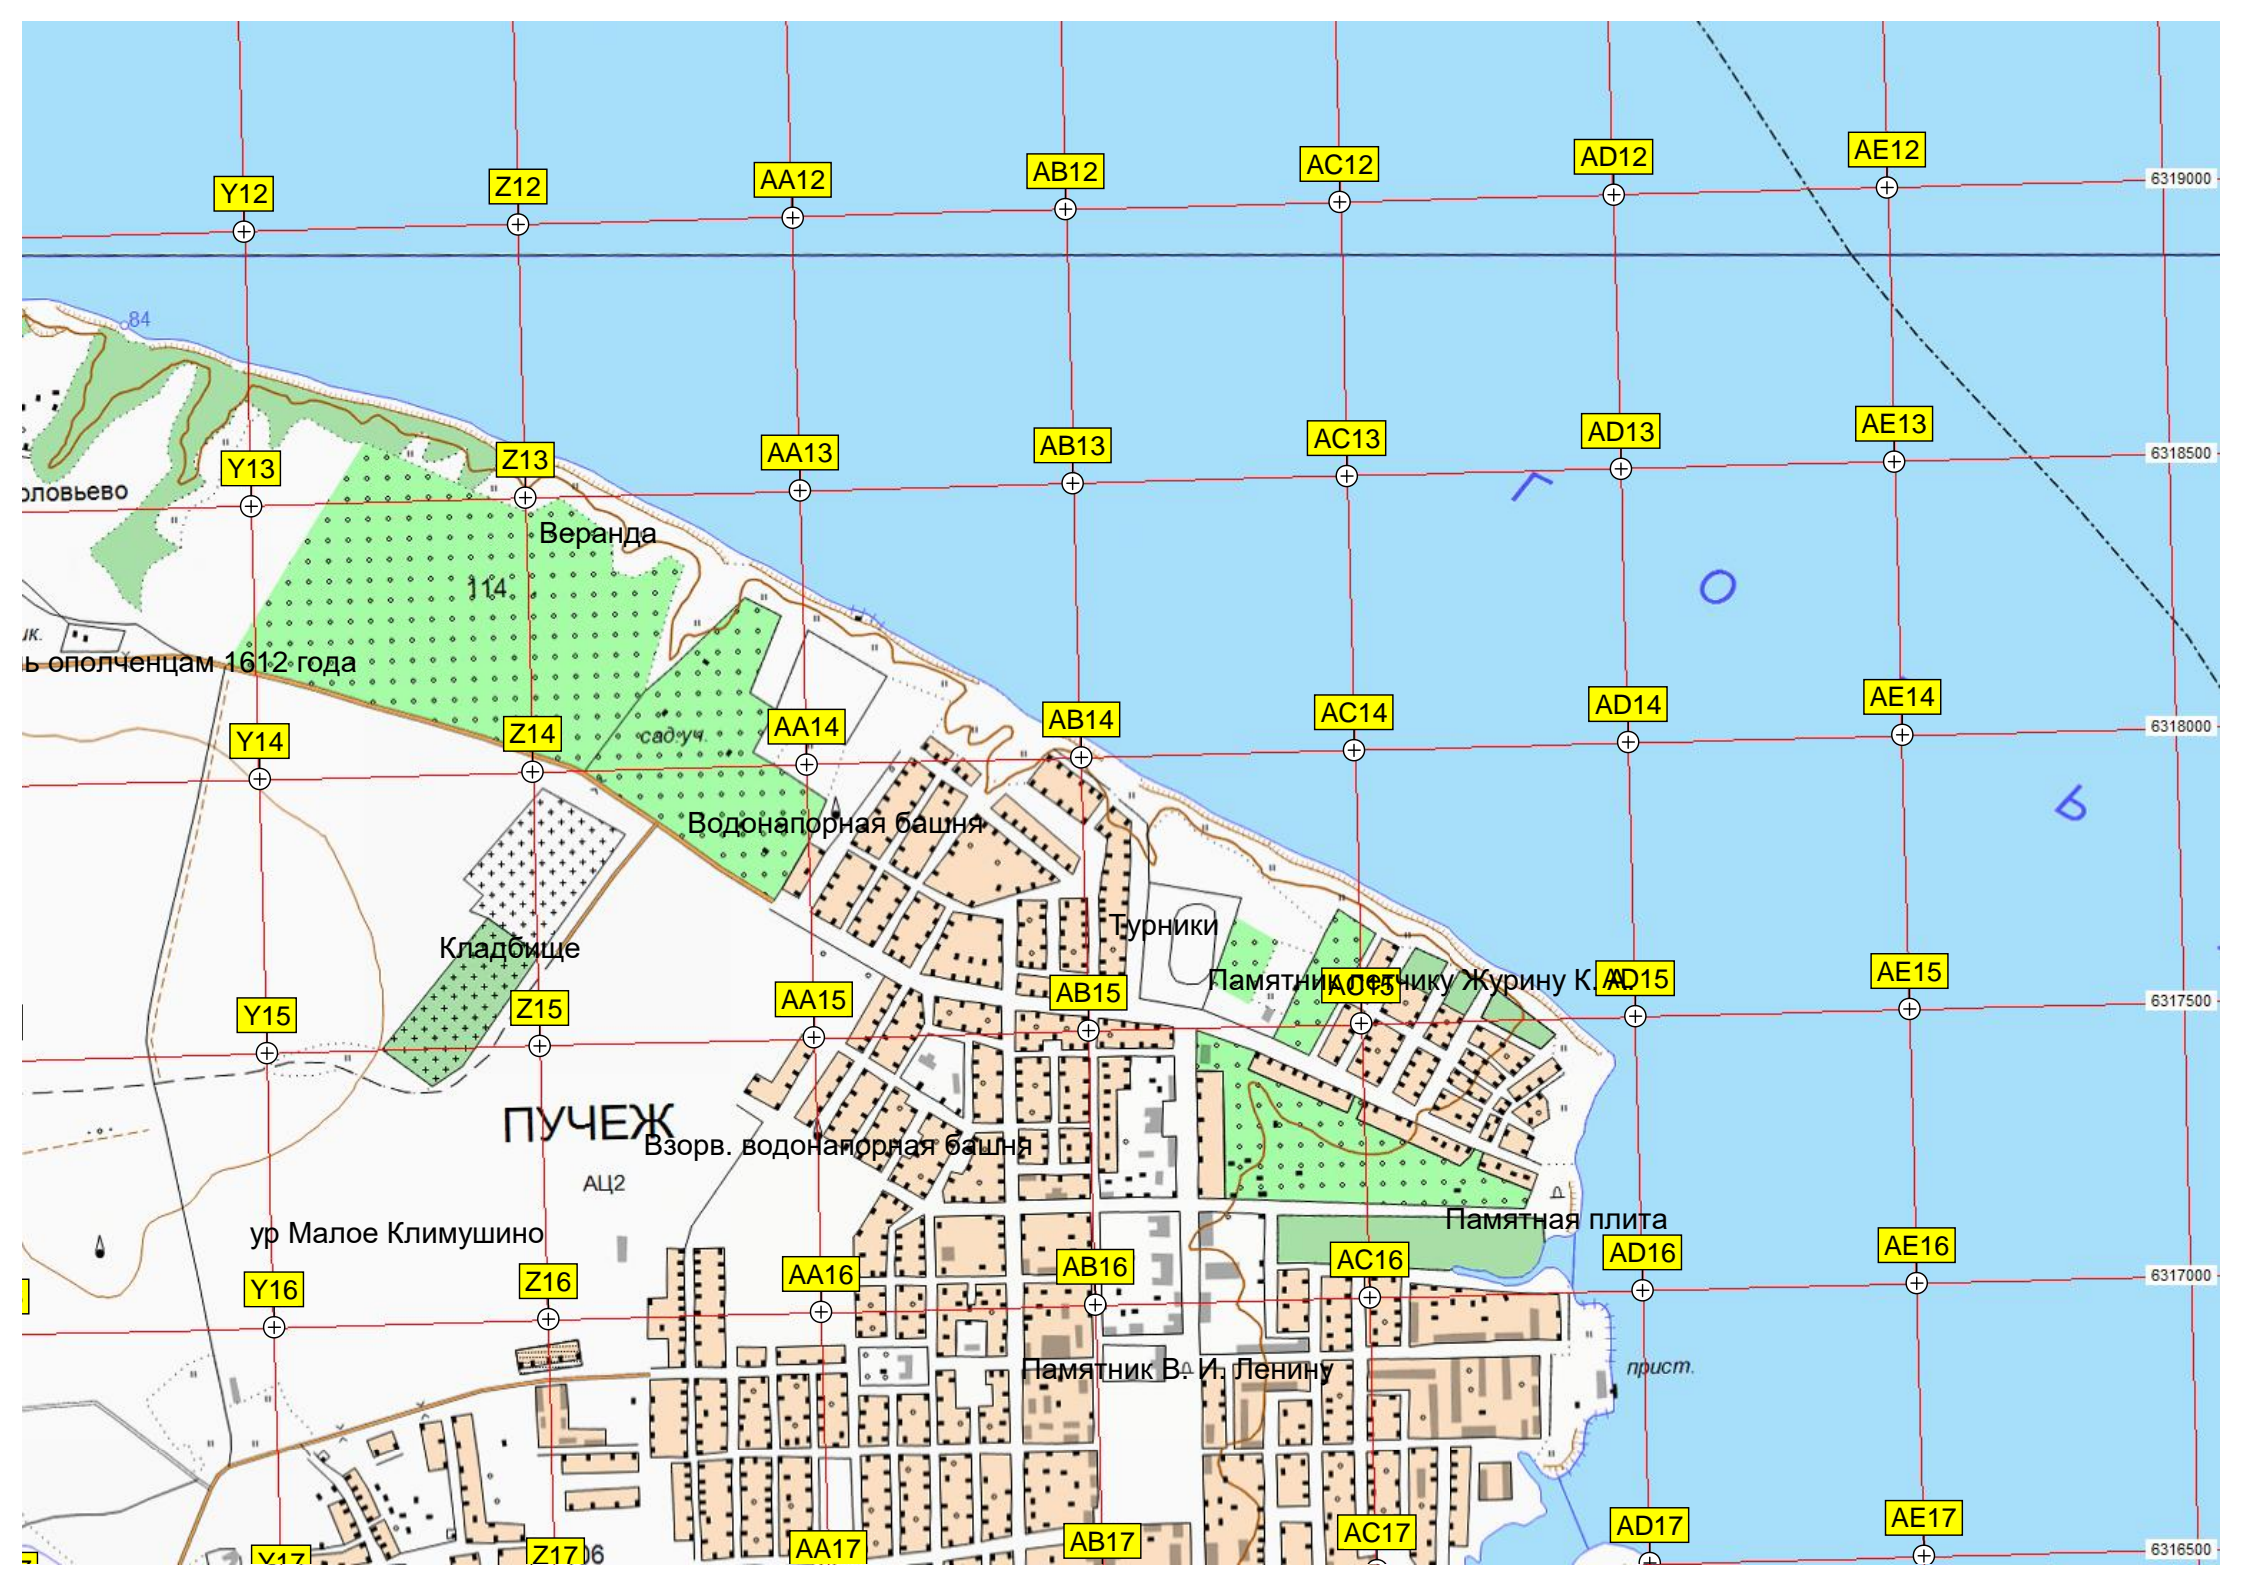 AE12
AD12
AC12
AB12
AA12
Z12
Y12
6319000
84
AE13
AD13
AC13
AB13
AA13
Z13
Y13
6318500
Г
О
Ь
оловьево
Веранда
114
ь ополченцам 1612 года
AE14
AD14
AC14
AB14
AA14
Z14
Y14
6318000
сад.уч.
Водонапорная башня
Турники
Кладбище
Памятник летчику Журину К. А.
AE15
AD15
AC15
AB15
AA15
Z15
Y15
6317500
ПУЧЕЖ
Взорв. водонапорная башня
АЦ2
Памятная плита
ур Малое Климушино
AE16
AD16
AC16
AB16
AA16
Z16
Y16
6317000
Памятник В. И. Ленину
прист.
AE17
AD17
AC17
AB17
AA17
Z17
Y17
6316500